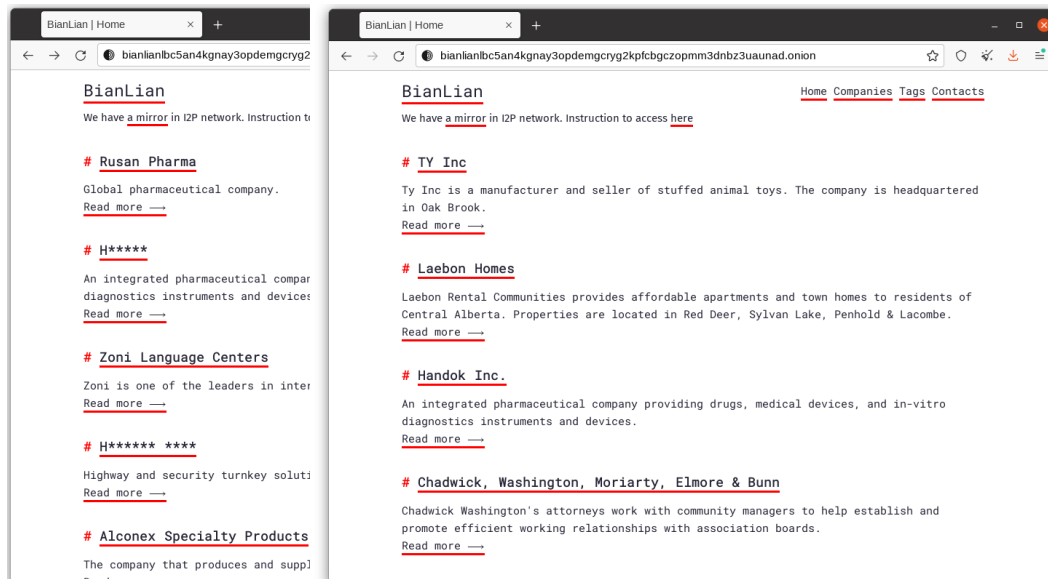 BianLian | Home
bianlianlbc5an4kgnay3opdemgcryg2
BianLian
We have a mirror in I2P network. Instruction
# Rusan Pharma
Global pharmaceutical company.
Read more ⟶
# H*****
An integrated pharmaceutical
diagnostics instruments and devices
Read more ⟶
# Zoni Language Centers
Zoni is one of the leaders in
Read more ⟶
# H****** ****
Highway and security turnkey
Read more ⟶
# Alconex Specialty Products
The company that produces and
BianLian | Home
bianlianlbc5an4kgnay3opdemgcryg2kpfcbgczopmm3dnbz3uaunad.onion
BianLian
Home Companies Tags Contacts
We have a mirror in I2P network. Instruction to access here
# TY Inc
Ty Inc is a manufacturer and seller of stuffed animal toys. The company is headquartered
in Oak Brook.
Read more ⟶
# Laebon Homes
Laebon Rental Communities provides affordable apartments and town homes to residents of
Central Alberta. Properties are located in Red Deer, Sylvan Lake, Penhold & Lacombe.
Read more ⟶
# Handok Inc.
An integrated pharmaceutical company providing drugs, medical devices, and in-vitro
diagnostics instruments and devices.
Read more ⟶
# Chadwick, Washington, Moriarty, Elmore & Bunn
Chadwick Washington's attorneys work with community managers to help establish and
promote efficient working relationships with association boards.
Read more ⟶